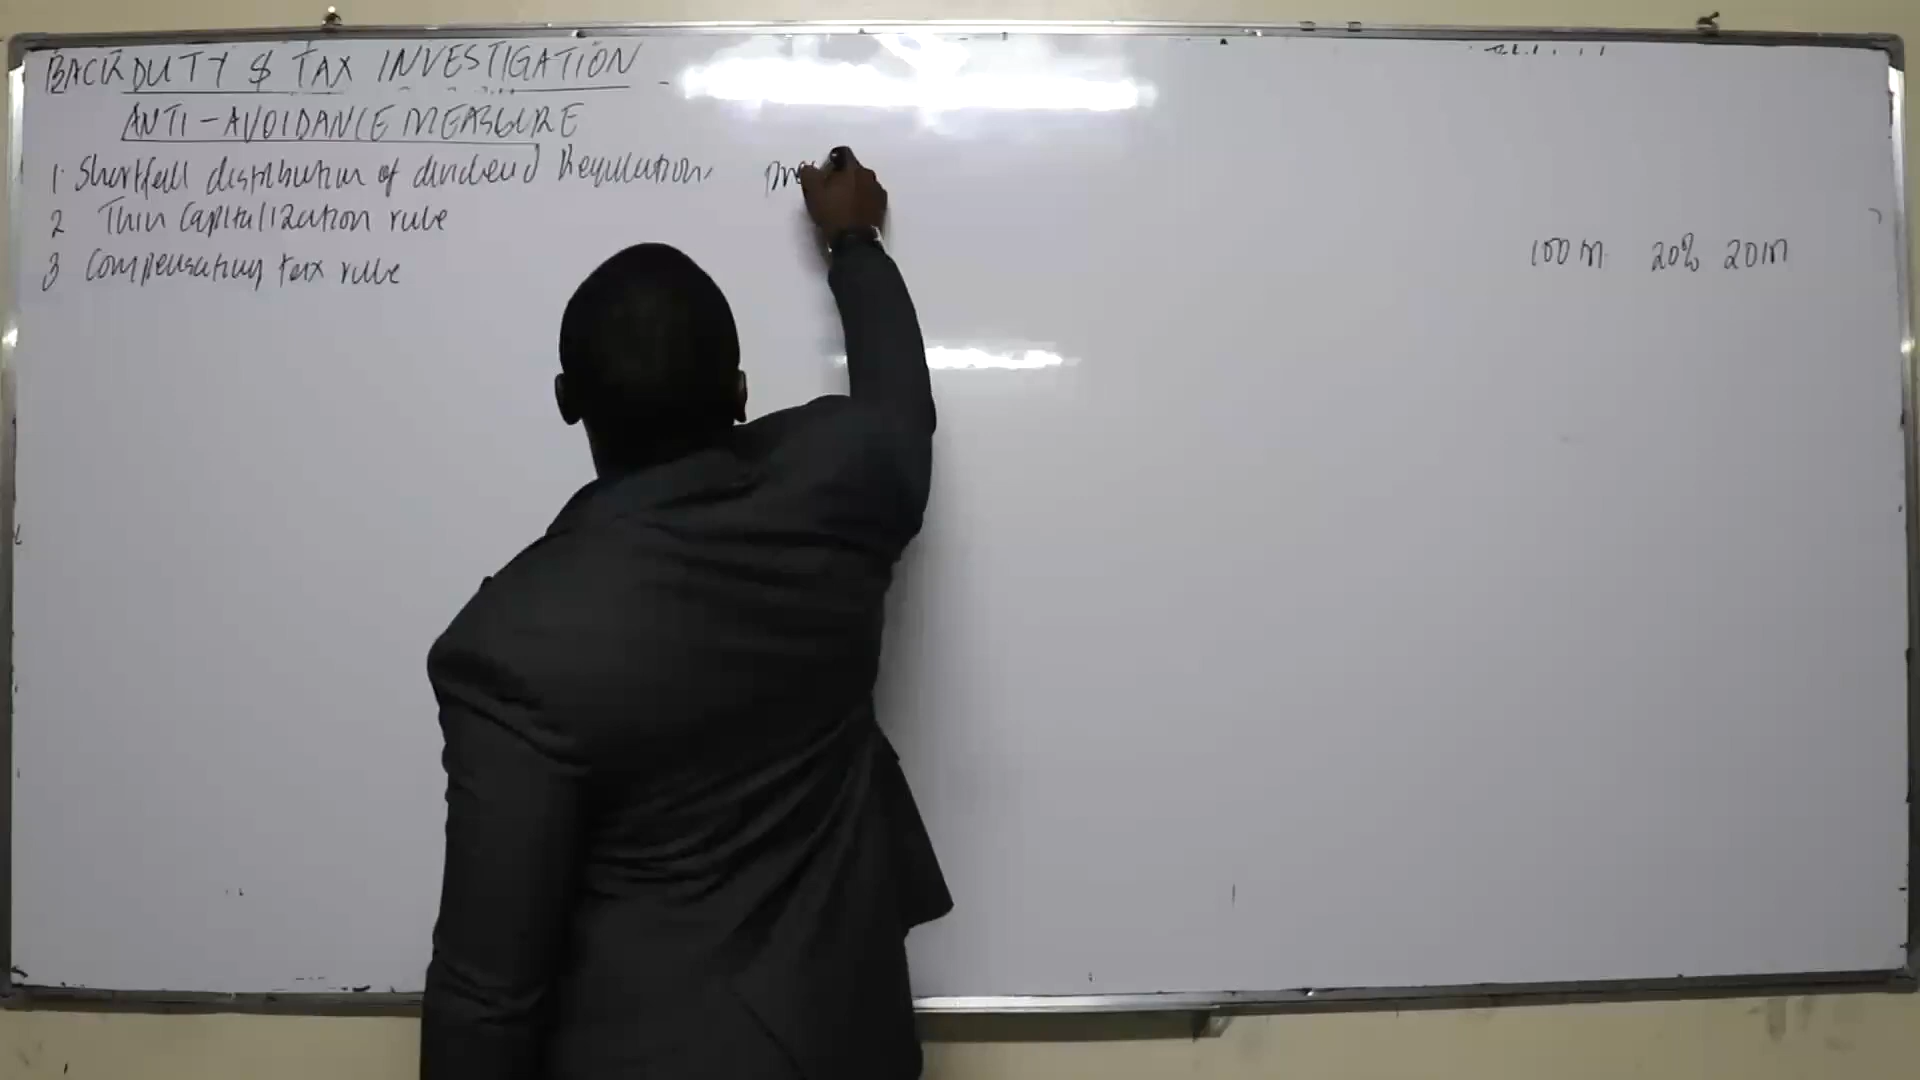 BACK DUTY & TAX INVESTIGATION
ANTI-AVOIDANCE MEASURE
1. Shortfall distribution of dividend Regulation.
2 Thin Capitalization rule
3 Compensating tax rule
100m 20% 20m